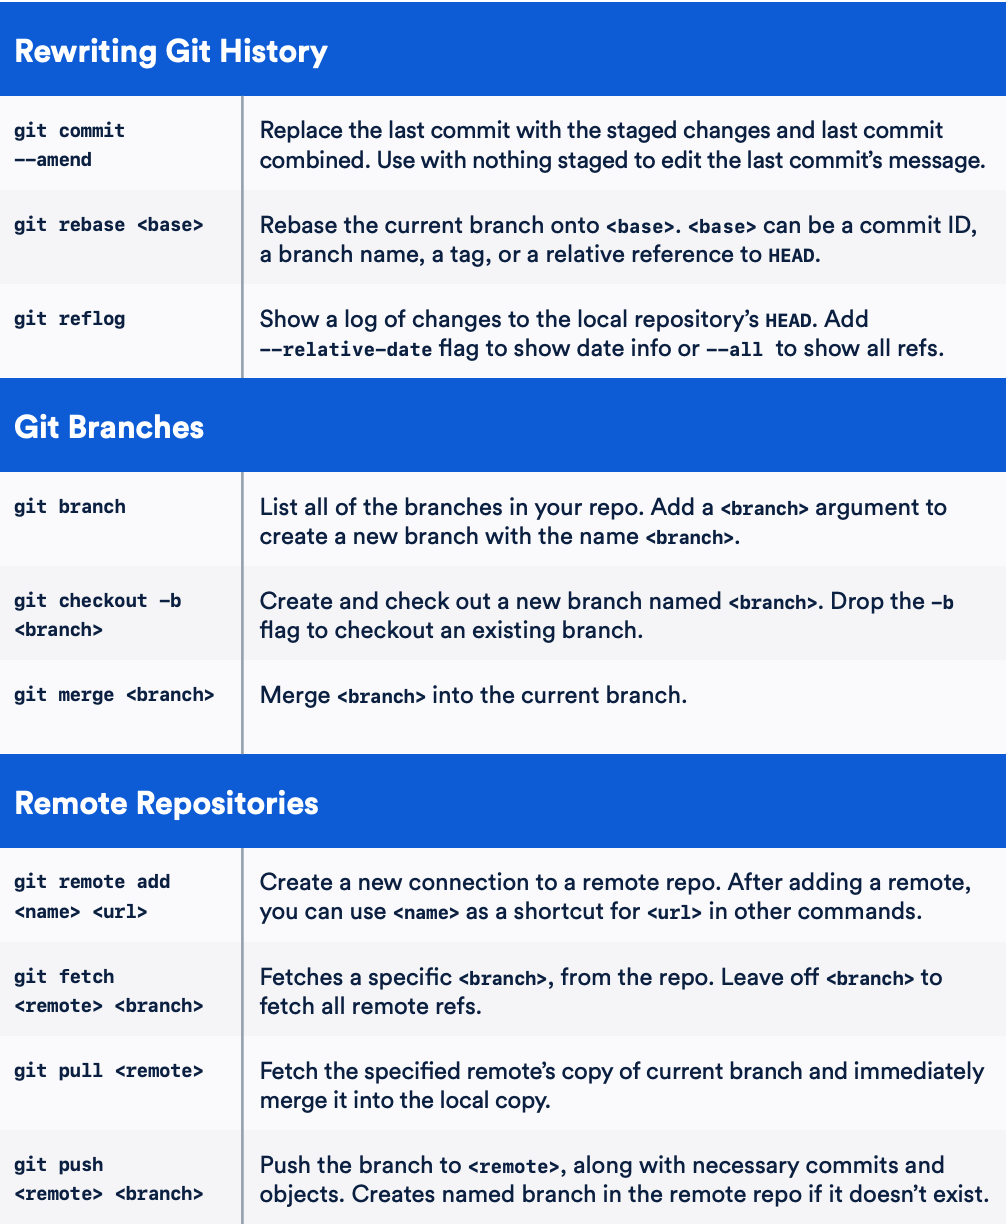 Rewriting Git History
git commit
--amend
Replace the last commit with the staged changes and last commit
combined. Use with nothing staged to edit the last commit’s message.
git rebase <base>
Rebase the current branch onto <base>. <base> can be a commit ID,
a branch name, a tag, or a relative reference to HEAD.
git reflog
Show a log of changes to the local repository’s HEAD. Add
--relative-date flag to show date info or --all to show all refs.
Git Branches
git branch
List all of the branches in your repo. Add a <branch> argument to
create a new branch with the name <branch>.
git checkout -b
<branch>
Create and check out a new branch named <branch>. Drop the -b
flag to checkout an existing branch.
git merge <branch>
Merge <branch> into the current branch.
Remote Repositories
git remote add
<name> <url>
Create a new connection to a remote repo. After adding a remote,
you can use <name> as a shortcut for <url> in other commands.
git fetch
<remote> <branch>
Fetches a specific <branch>, from the repo. Leave off <branch> to
fetch all remote refs.
git pull <remote>
Fetch the specified remote’s copy of current branch and immediately
merge it into the local copy.
git push
<remote> <branch>
Push the branch to <remote>, along with necessary commits and
objects. Creates named branch in the remote repo if it doesn’t exist.